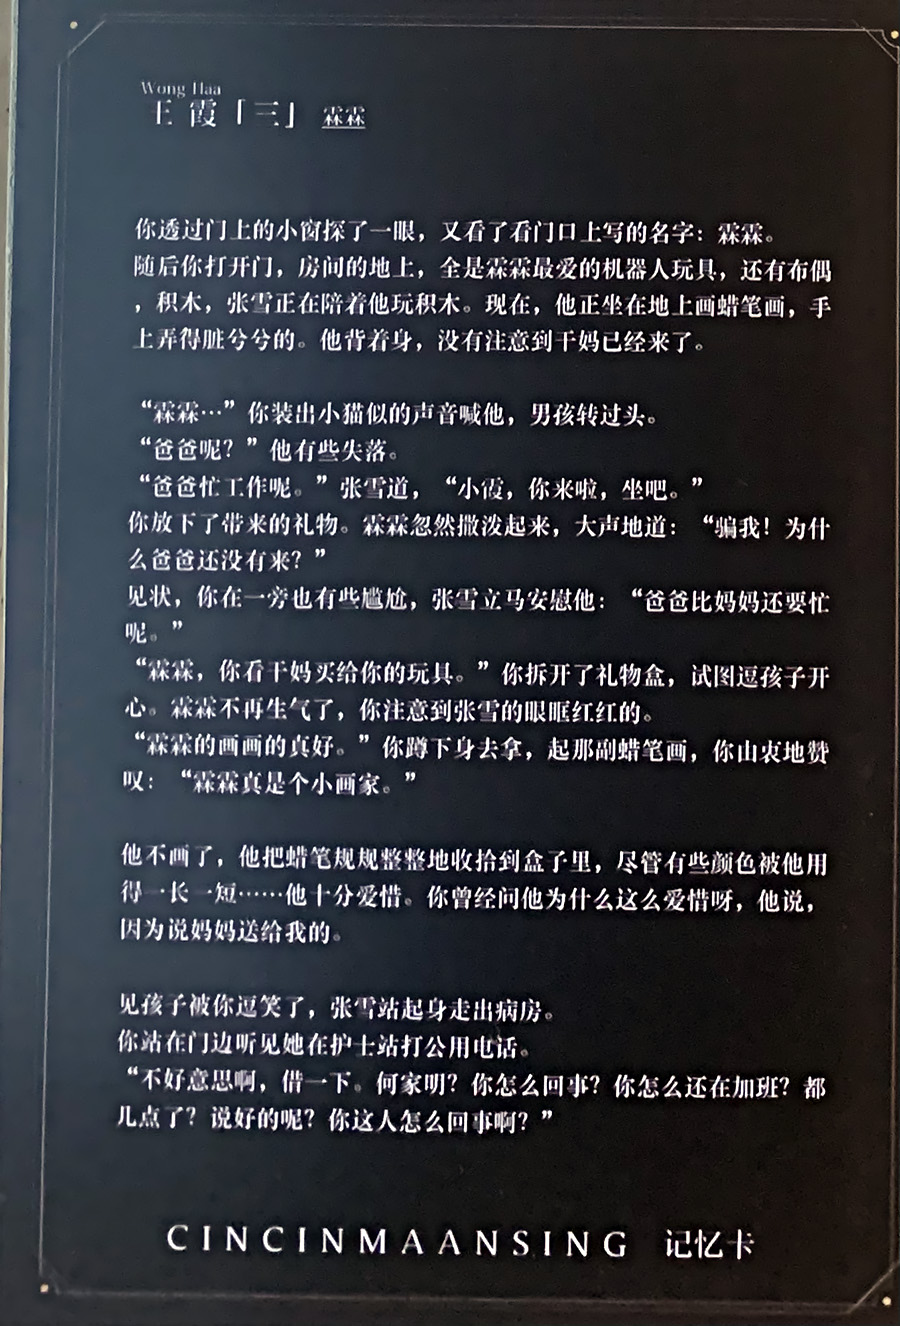 Wong Haa
王 霞「三」 霖霖
你透过门上的小窗探了一眼，又看了看门口上写的名字：霖霖。
随后你打开门，房间的地上，全是霖霖最爱的机器人玩具，还有布偶
，积木，张雪正在陪着他玩积木。现在，他正坐在地上画蜡笔画，手
上弄得脏兮兮的。他背着身，没有注意到干妈已经来了。
“霖霖…”你装出小猫似的声音喊他，男孩转过头。
“爸爸呢？”他有些失落。
“爸爸忙工作呢。”张雪道，“小霞，你来啦，坐吧。”
你放下了带来的礼物。霖霖忽然撒泼起来，大声地道：“骗我！为什
么爸爸还没有来？”
见状，你在一旁也有些尴尬，张雪立马安慰他：“爸爸比妈妈还要忙
呢。”
“霖霖，你看干妈买给你的玩具。”你拆开了礼物盒，试图逗孩子开
心。霖霖不再生气了，你注意到张雪的眼眶红红的。
“霖霖的画画的真好。”你蹲下身去拿，起那副蜡笔画，你由衷地赞
叹：“霖霖真是个小画家。”
他不画了，他把蜡笔规规整整地收拾到盒子里，尽管有些颜色被他用
得一长一短……他十分爱惜。你曾经问他为什么这么爱惜呀，他说，
因为说妈妈送给我的。
见孩子被你逗笑了，张雪站起身走出病房。
你站在门边听见她在护士站打公用电话。
“不好意思啊，借一下。何家明？你怎么回事？你怎么还在加班？都
几点了？说好的呢？你这人怎么回事啊？”
CINCINMAANSING 记忆卡